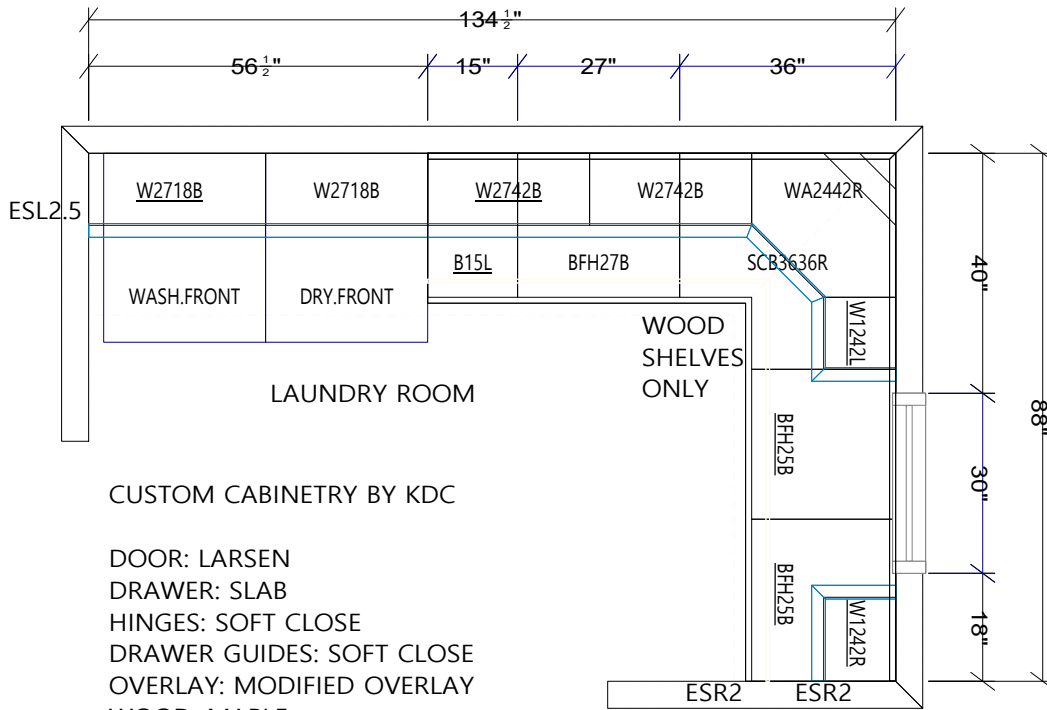 134 ½"
56 ½" 15" 27" 36"
W2718B W2718B W2742B W2742B WA2442R
ESL2.5
B15L BFH27B SCB3636R
40"
WASH.FRONT DRY.FRONT
WOOD
SHELVES
ONLY
W1242L
LAUNDRY ROOM
88"
BFH25B
30"
CUSTOM CABINETRY BY KDC
DOOR: LARSEN
DRAWER: SLAB
HINGES: SOFT CLOSE
DRAWER GUIDES: SOFT CLOSE
OVERLAY: MODIFIED OVERLAY
BFH25B
W1242R
18"
ESR2 ESR2